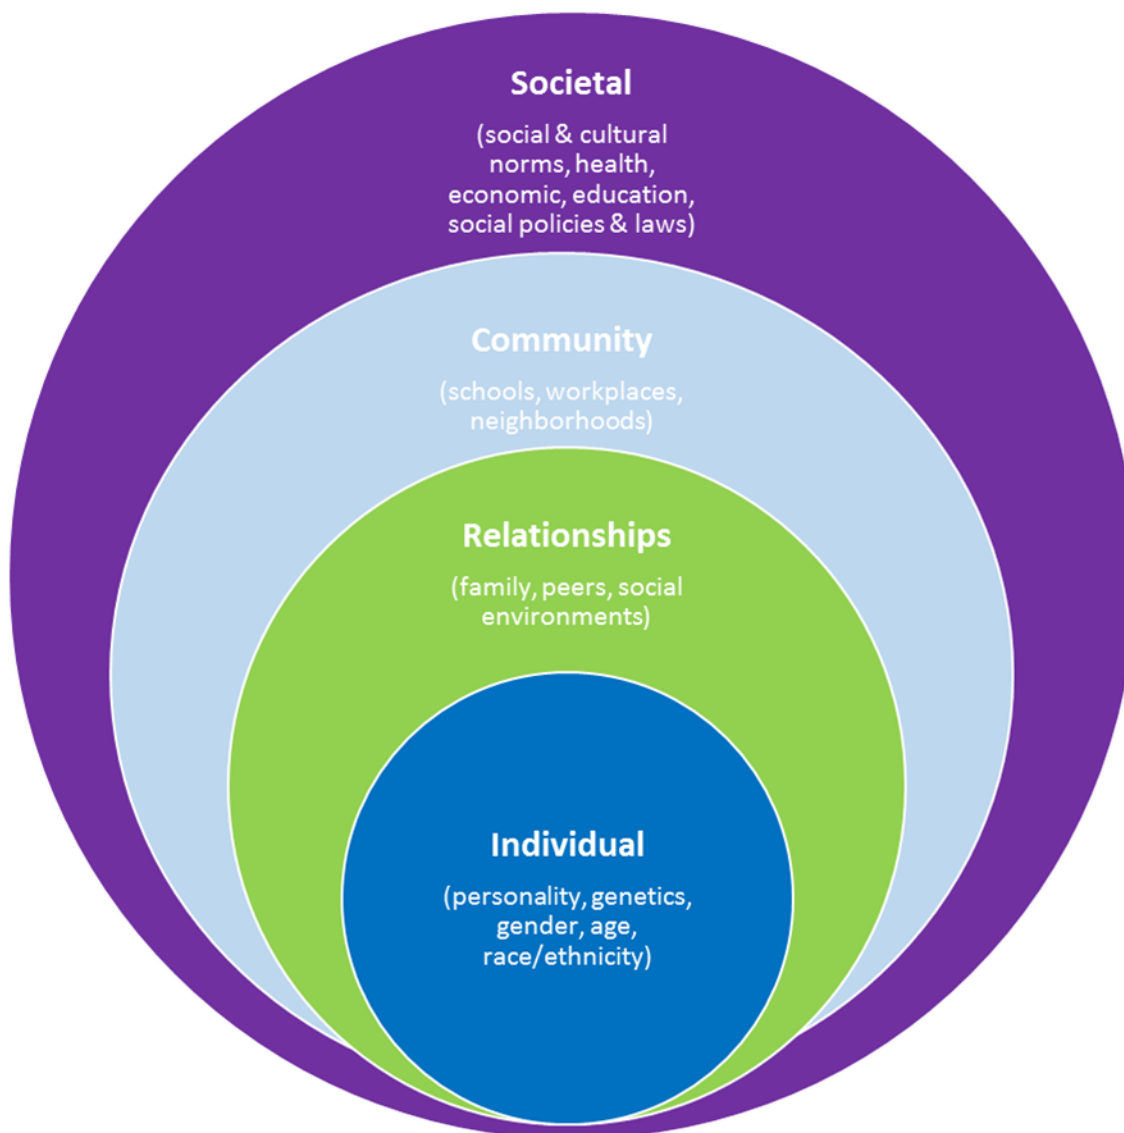 Societal
(social & cultural
norms, health,
economic, education,
social policies & laws)
Community
(schools, workplaces,
neighborhoods)
Relationships
(family, peers, social
environments)
Individual
(personality, genetics,
gender, age,
race/ethnicity)